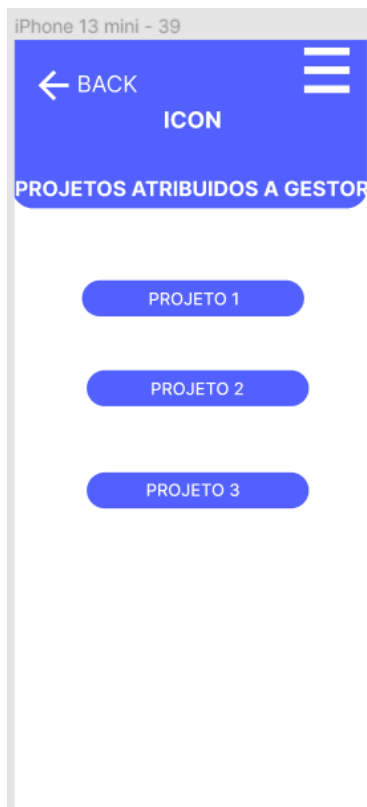 iPhone 13 mini - 39
BACK
ICON
PROJETOS ATRIBUIDOS A GESTOR
PROJETO 1
PROJETO 2
PROJETO 3